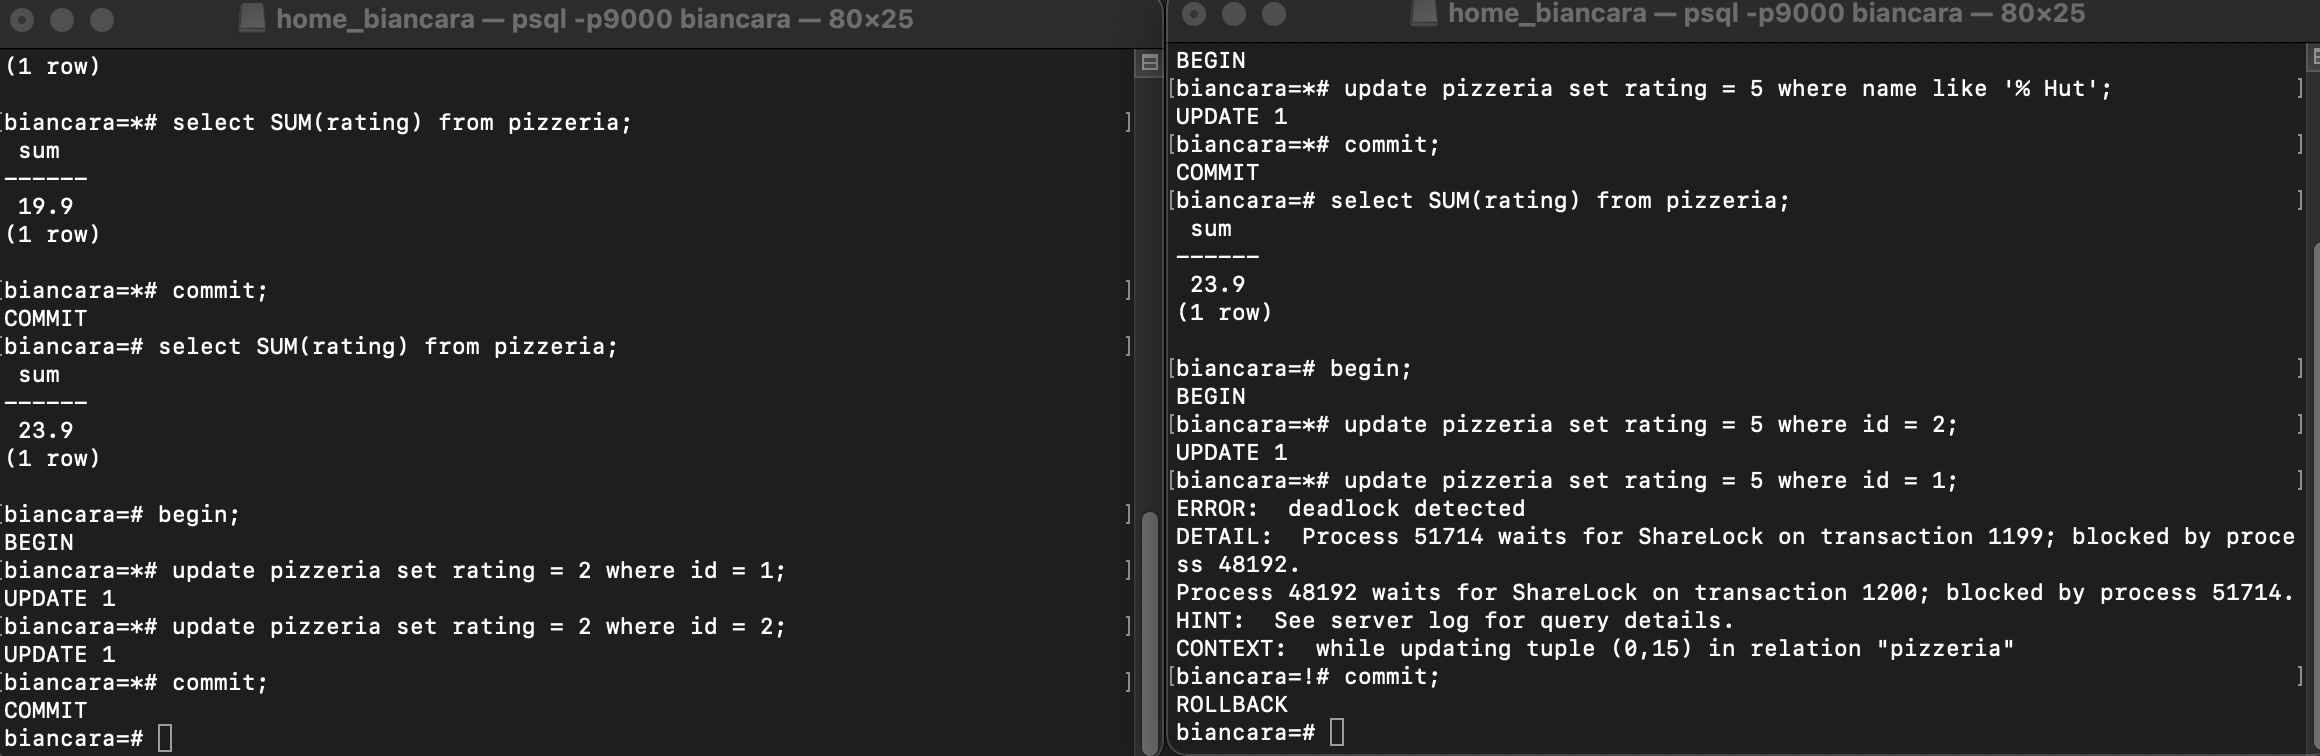 home_biancara — psql -p9000 biancara — 80×25
(1 row)
biancara=*# select SUM(rating) from pizzeria;
sum
------
19.9
(1 row)
biancara=*# commit;
COMMIT
biancara=# select SUM(rating) from pizzeria;
sum
------
23.9
(1 row)
biancara=# begin;
BEGIN
biancara=*# update pizzeria set rating = 2 where id = 1;
UPDATE 1
biancara=*# update pizzeria set rating = 2 where id = 2;
UPDATE 1
biancara=*# commit;
COMMIT
biancara=#
home_biancara — psql -p9000 biancara — 80×25
BEGIN
[biancara=*# update pizzeria set rating = 5 where name like '% Hut'; ]
UPDATE 1
[biancara=*# commit; ]
COMMIT
[biancara=# select SUM(rating) from pizzeria; ]
sum
------
23.9
(1 row)
[biancara=# begin; ]
BEGIN
[biancara=*# update pizzeria set rating = 5 where id = 2; ]
UPDATE 1
[biancara=*# update pizzeria set rating = 5 where id = 1; ]
ERROR:  deadlock detected
DETAIL:  Process 51714 waits for ShareLock on transaction 1199; blocked by proce
ss 48192.
Process 48192 waits for ShareLock on transaction 1200; blocked by process 51714.
HINT:  See server log for query details.
CONTEXT:  while updating tuple (0,15) in relation "pizzeria"
[biancara=!# commit; ]
ROLLBACK
biancara=#